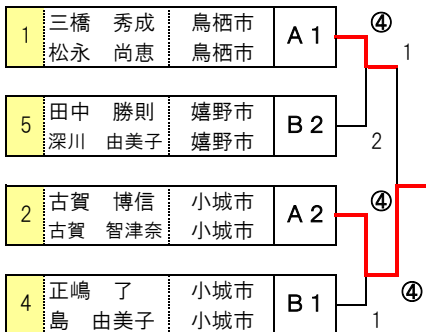 1 三橋 秀成 鳥栖市 A 1 ④
松永 尚恵 鳥栖市 1
5 田中 勝則 嬉野市 B 2
深川 由美子 嬉野市 2
2 古賀 博信 小城市 A 2 ④
古賀 智津奈 小城市
4 正嶋 了 小城市 B 1 ④
島 由美子 小城市 1